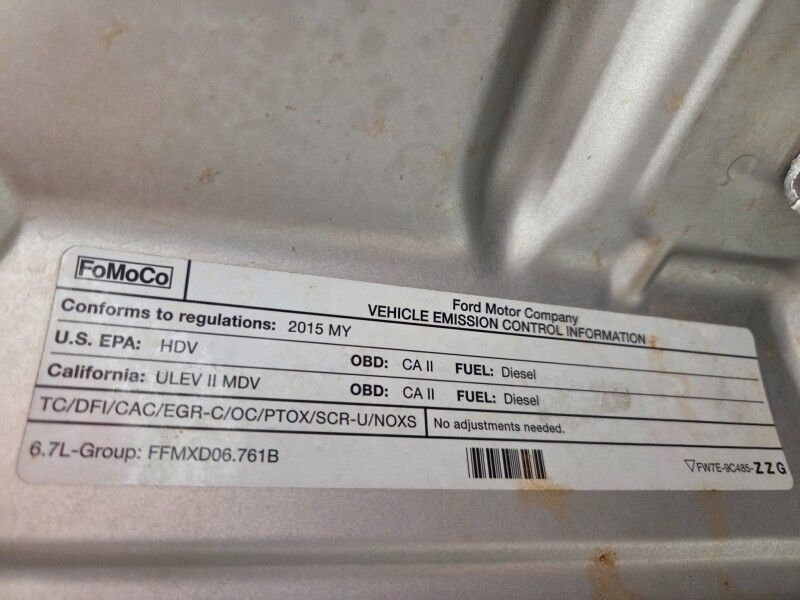 FoMoCo
Ford Motor Company
VEHICLE EMISSION CONTROL INFORMATION
Conforms to regulations: 2015 MY
U.S. EPA: HDV OBD: CA II FUEL: Diesel
California: ULEV II MDV OBD: CA II FUEL: Diesel
TC/DFI/CAC/EGR-C/OC/PTOX/SCR-U/NOXS No adjustments needed.
6.7L-Group: FFMXD06.761B
FW7E-9C485-ZZG